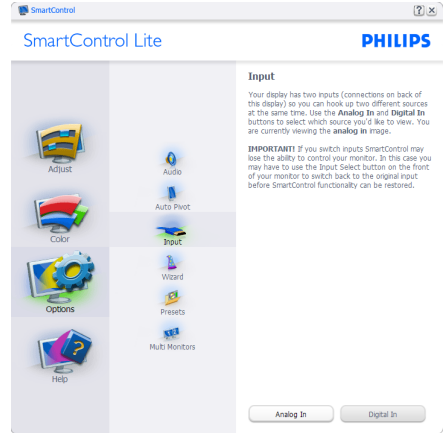 SmartControl
SmartControl Lite
PHILIPS
Adjust
Color
Options
Help
Audio
Auto Pivot
Input
Wizard
Presets
Multi Monitors
Input
Your display has two inputs (connections on back of
this display) so you can hook up two different sources
at the same time. Use the Analog In and Digital In
buttons to select which source you'd like to view. You
are currently viewing the analog in image.
IMPORTANT! If you switch inputs SmartControl may
lose the ability to control your monitor. In this case you
may have to use the Input Select button on the front
of your monitor to switch back to the original input
before SmartControl functionality can be restored.
Analog In
Digital In